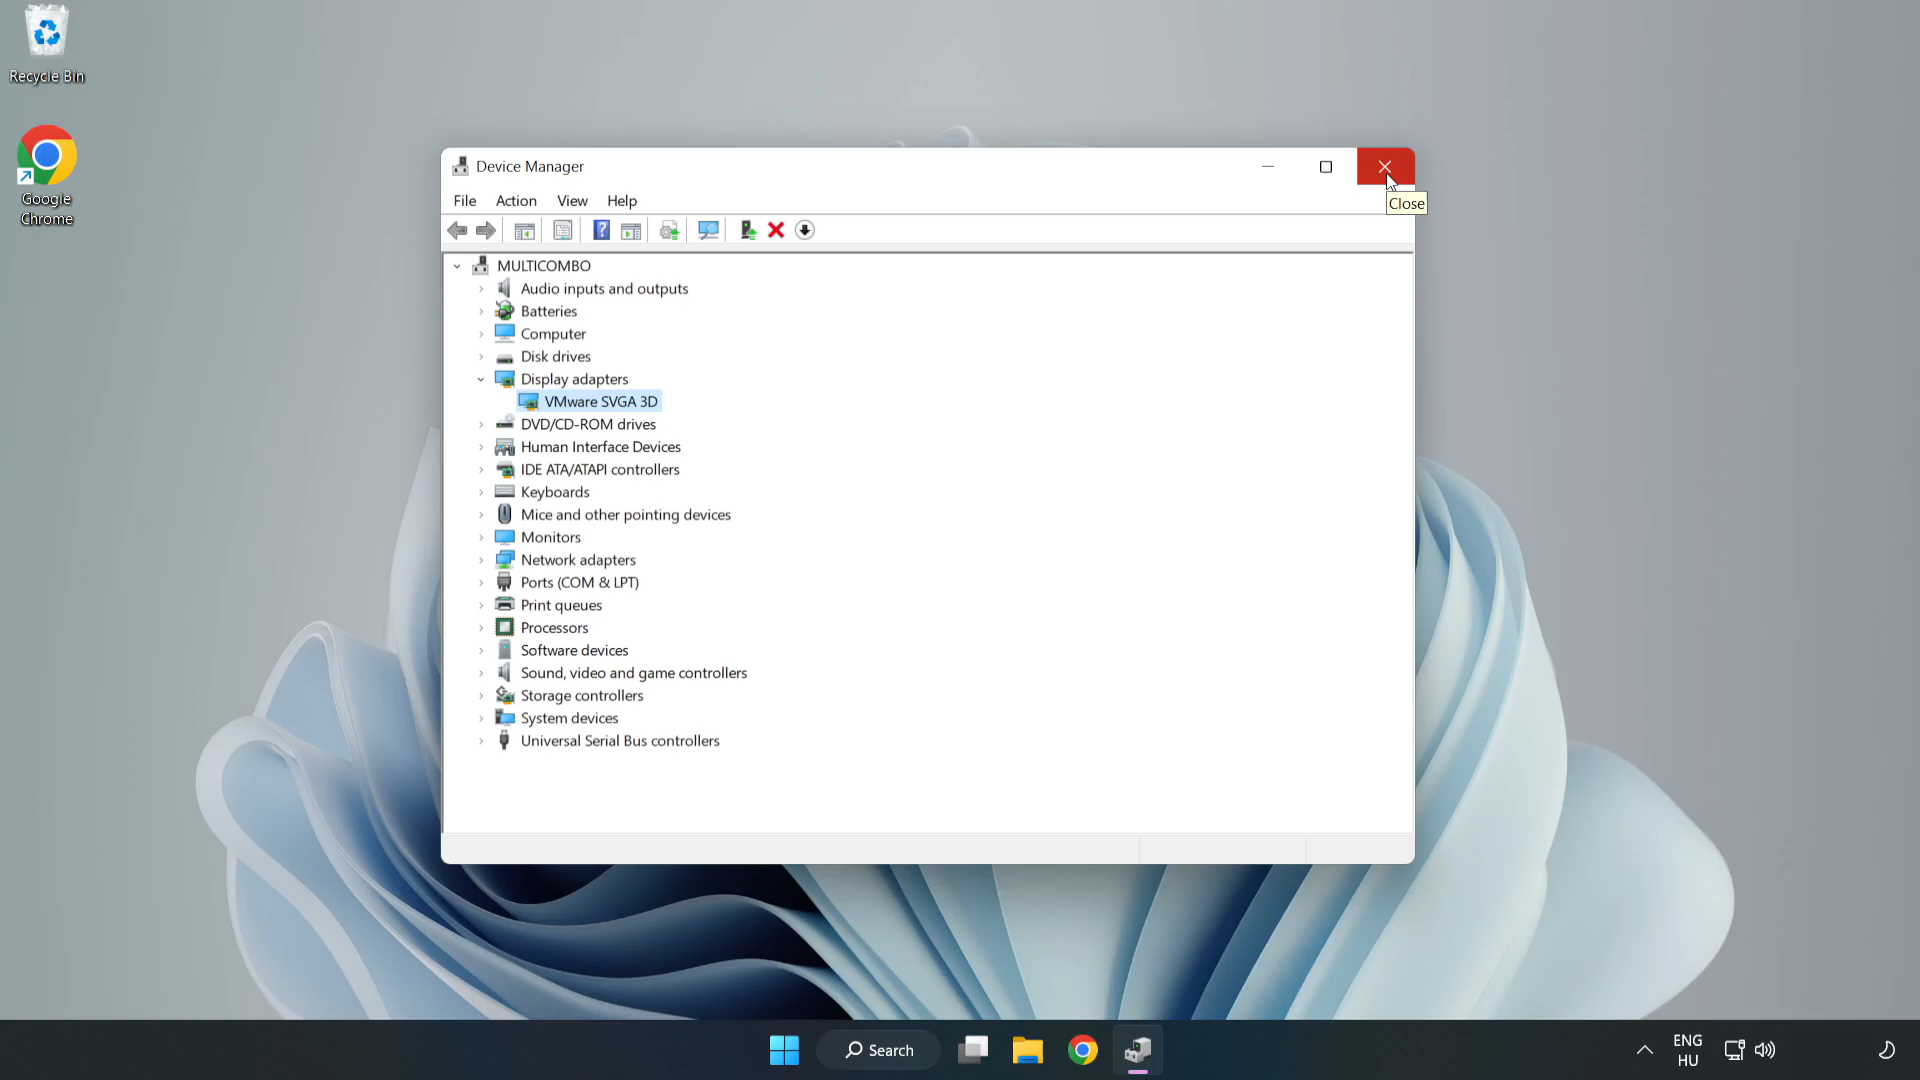 Recycle Bin
Google
Chrome
Device Manager
File Action View Help
Close
MULTICOMBO
Audio inputs and outputs
Batteries
Computer
Disk drives
Display adapters
VMware SVGA 3D
DVD/CD-ROM drives
Human Interface Devices
IDE ATA/ATAPI controllers
Keyboards
Mice and other pointing devices
Monitors
Network adapters
Ports (COM & LPT)
Print queues
Processors
Software devices
Sound, video and game controllers
Storage controllers
System devices
Universal Serial Bus controllers
Search
ENG
HU